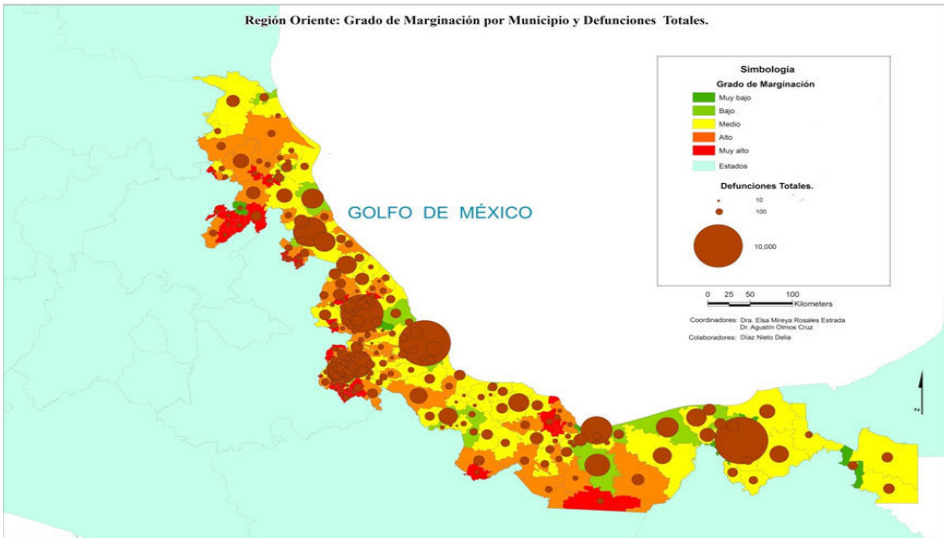 Región Oriente: Grado de Marginación por Municipio y Defunciones Totales.
Simbología
Grado de Marginación
Muy bajo
Bajo
Medio
Alto
Muy alto
Estados
Defunciones Totales.
10
100
10,000
GOLFO DE MÉXICO
0 25 50 100
Kilometers
Coordinadores: Dra. Elsa Mireya Rosales Estrada
Dr. Agustín Olmos Cruz
Colaboradores: Díaz Nieto Delia
N